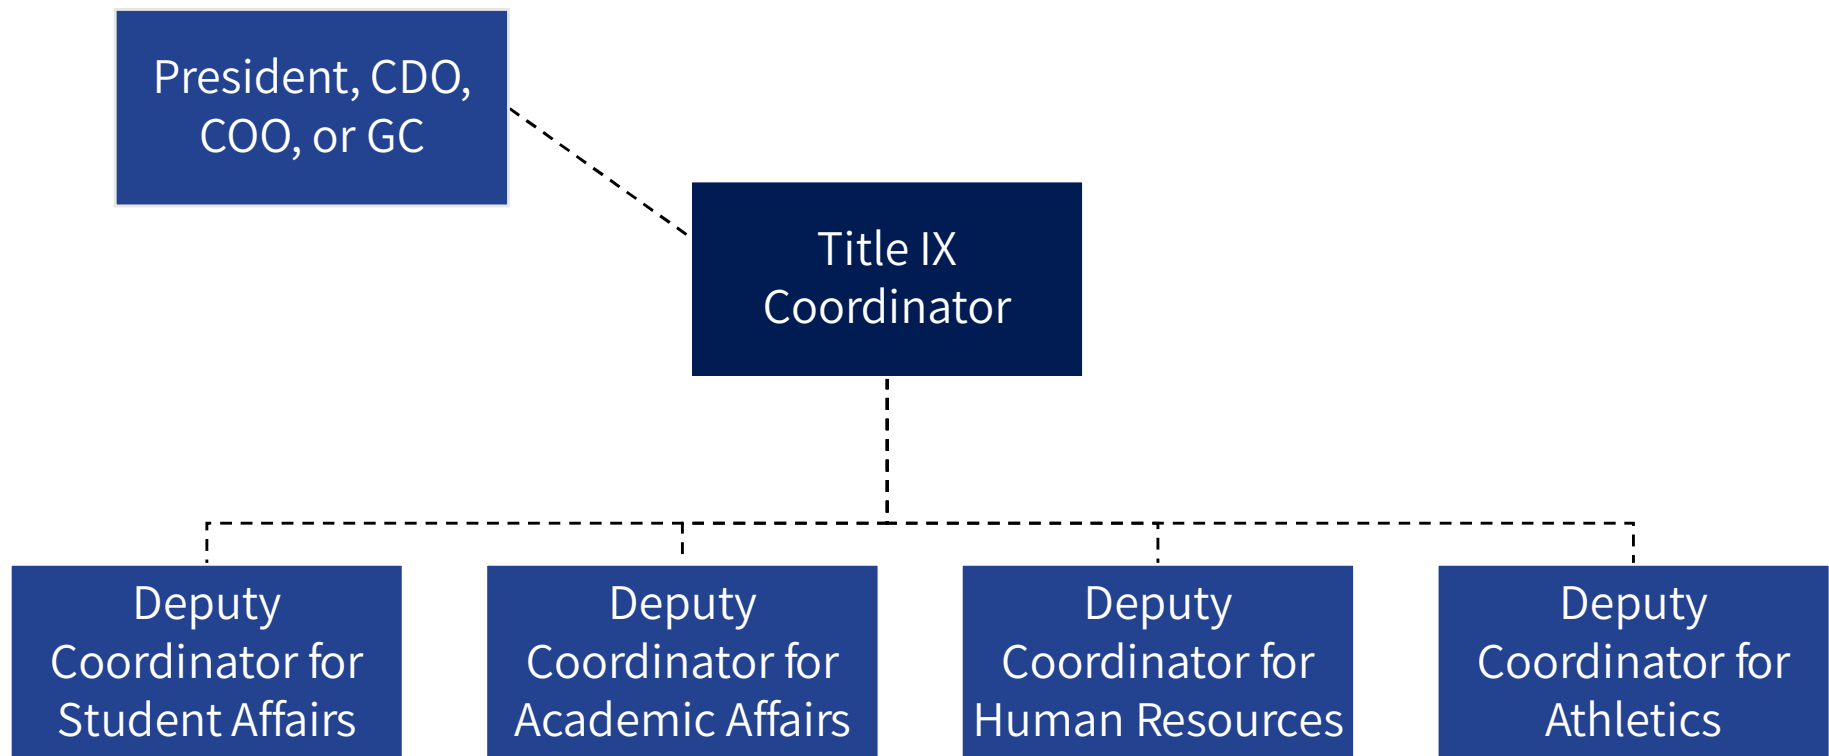 President, CDO,
COO, or GC
Title IX
Coordinator
Deputy
Coordinator for
Student Affairs
Deputy
Coordinator for
Academic Affairs
Deputy
Coordinator for
Human Resources
Deputy
Coordinator for
Athletics